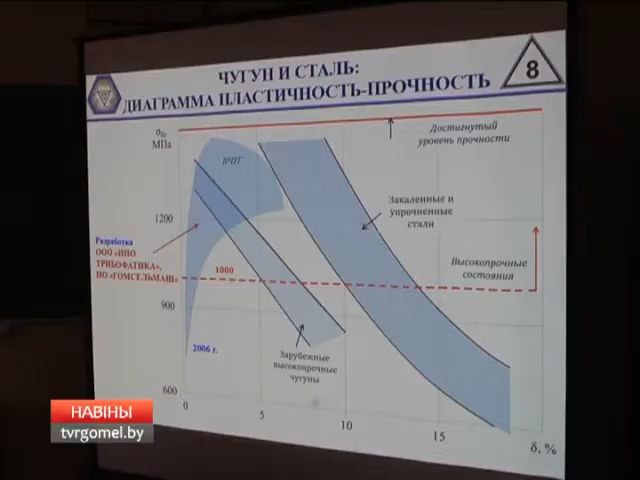 ЧУГУН И СТАЛЬ:
ДИАГРАММА ПЛАСТИЧНОСТЬ-ПРОЧНОСТЬ
8
σв,
МПа
Достигнутый
уровень прочности
ВЧТГ
Закаленные и
упрочненные
стали
1200
Разработка
ООО «НПО
ТРИБОФАТИКА»,
ПО «ГОМСЕЛЬМАШ»
Высокопрочные
состояния
1000
900
2006 г.
Зарубежные
высокопрочные
чугуны
600
0
5
10
15
δ, %
НАВІНЫ
tvrgomel.by